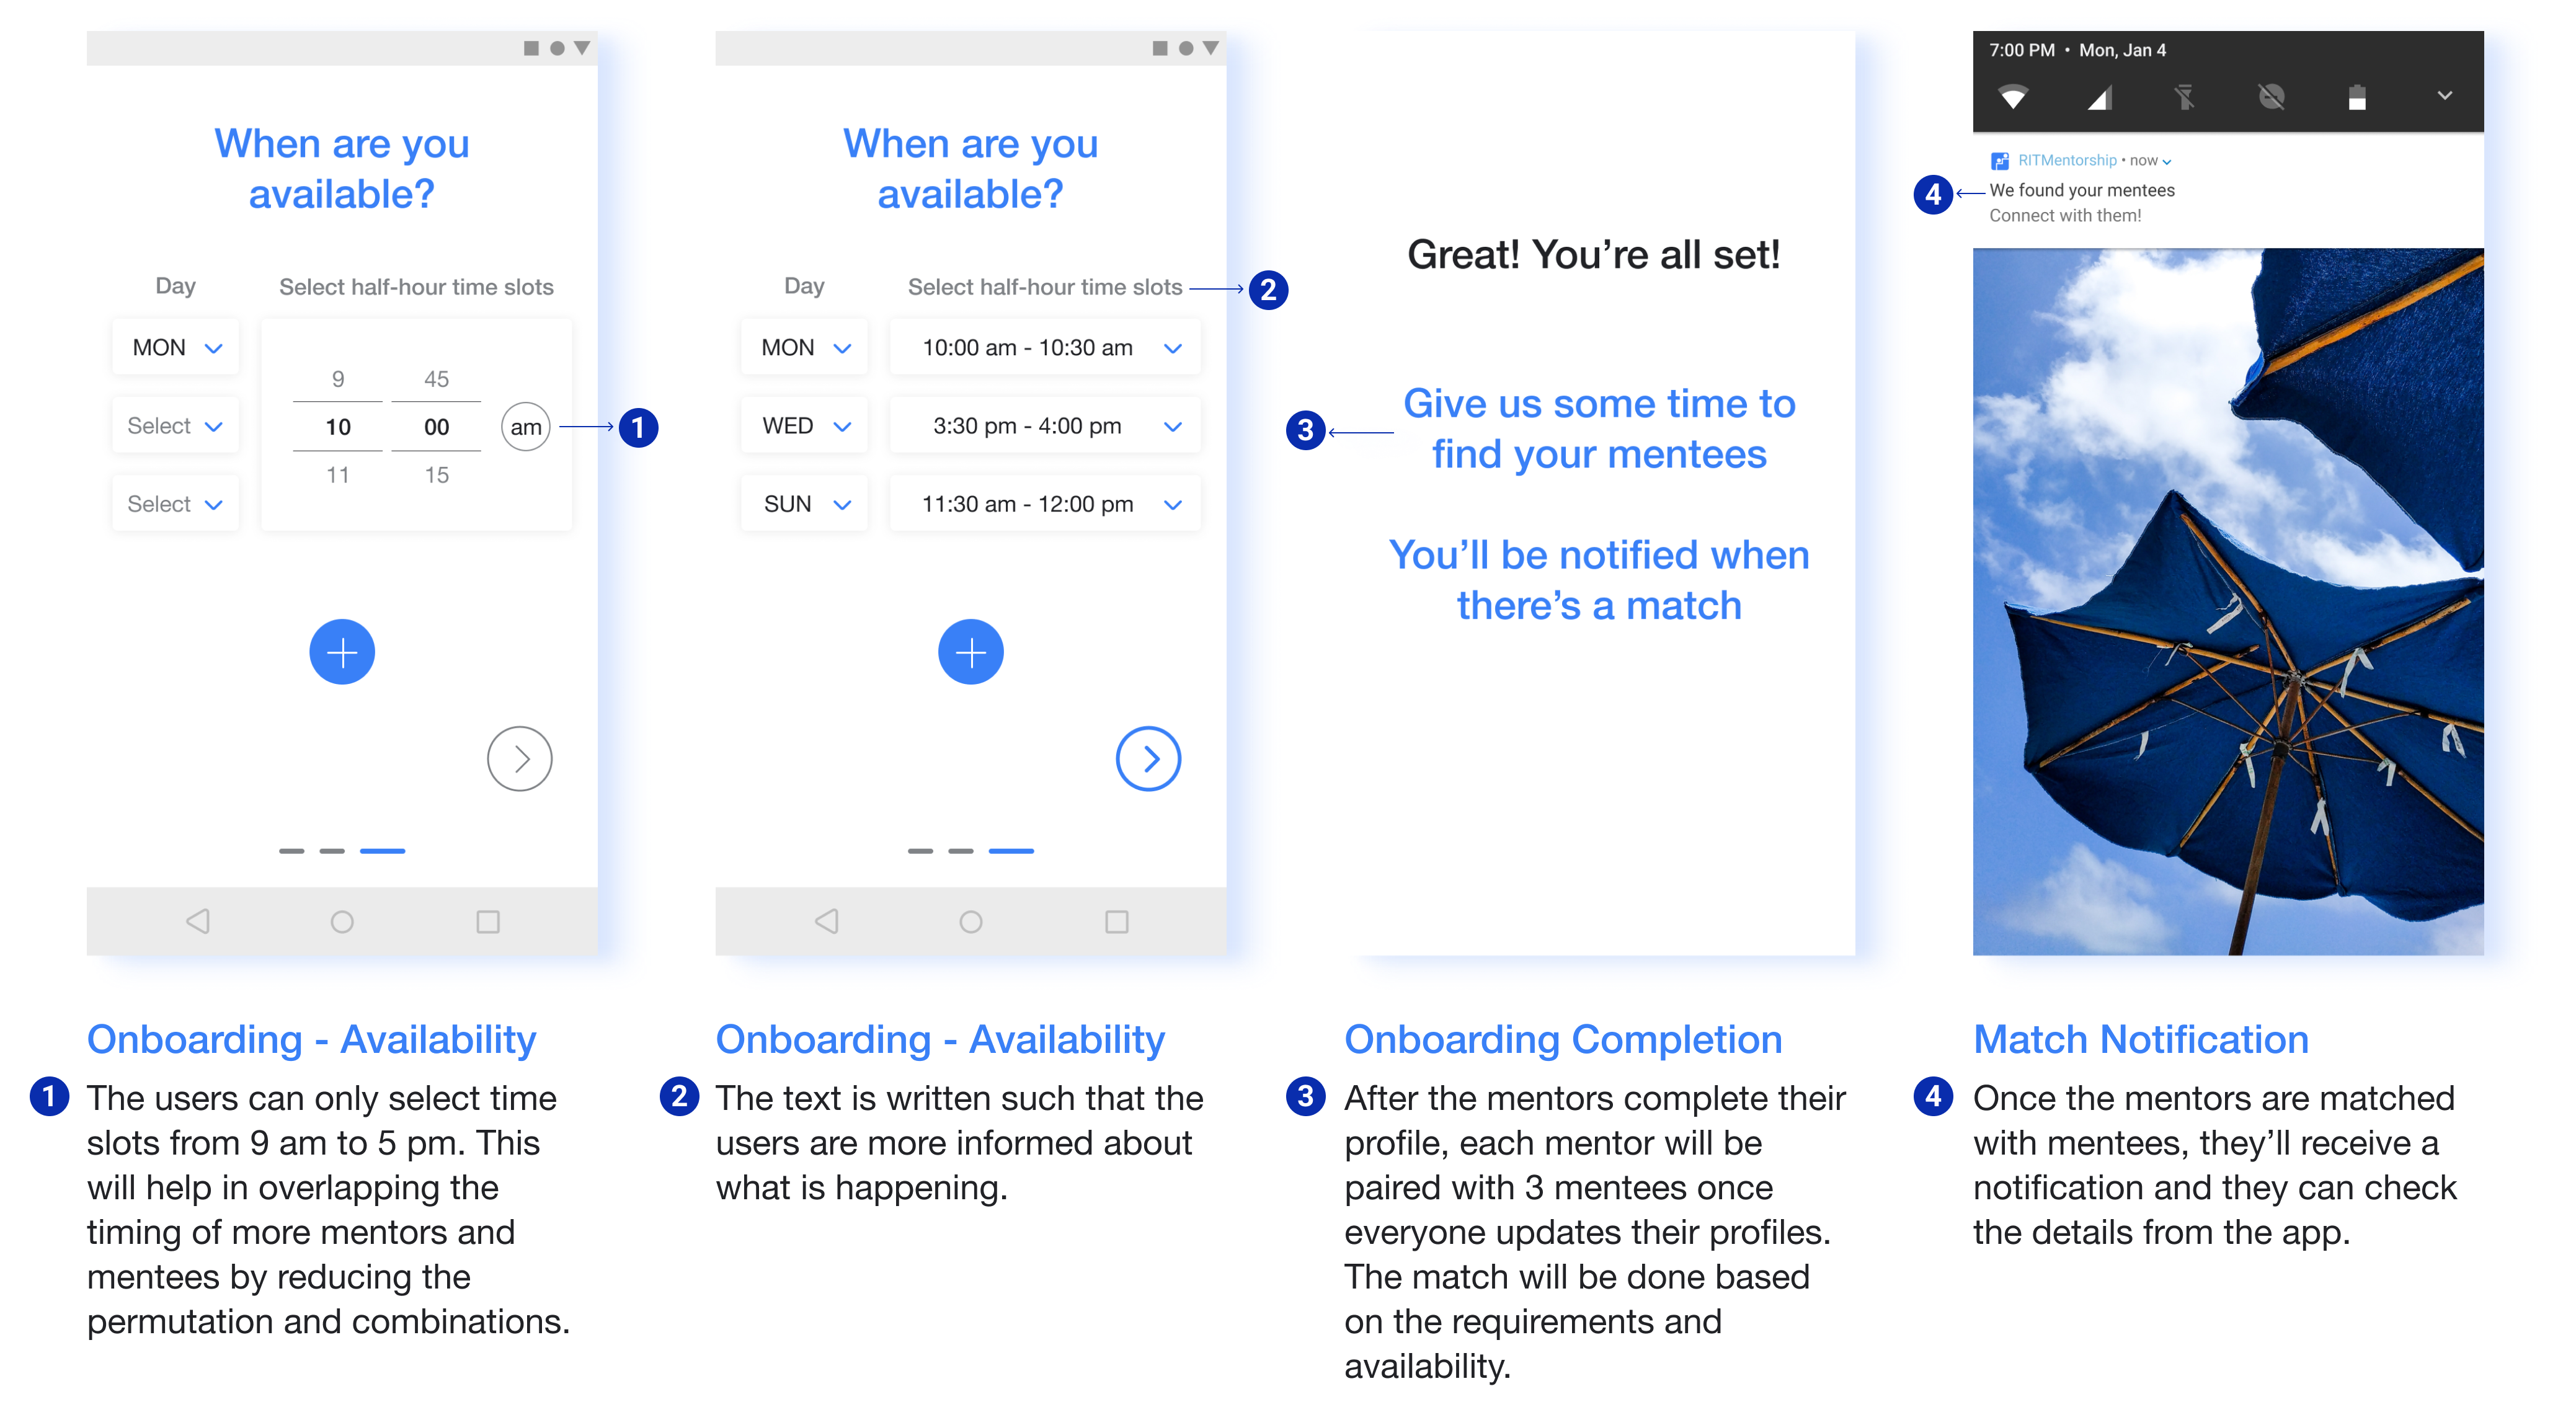 When are you
available?
Day
Select half-hour time slots
MON
9
45
Select
10
00
am
1
11
15
Select
When are you
available?
Day
Select half-hour time slots
2
MON
10:00 am - 10:30 am
WED
3:30 pm - 4:00 pm
SUN
11:30 am - 12:00 pm
Great! You’re all set!
3
Give us some time to
find your mentees
You’ll be notified when
there’s a match
7:00 PM • Mon, Jan 4
RITMentorship • now
4
We found your mentees
Connect with them!
Onboarding - Availability
1
The users can only select time
slots from 9 am to 5 pm. This
will help in overlapping the
timing of more mentors and
mentees by reducing the
permutation and combinations.
Onboarding - Availability
2
The text is written such that the
users are more informed about
what is happening.
Onboarding Completion
3
After the mentors complete their
profile, each mentor will be
paired with 3 mentees once
everyone updates their profiles.
The match will be done based
on the requirements and
availability.
Match Notification
4
Once the mentors are matched
with mentees, they’ll receive a
notification and they can check
the details from the app.